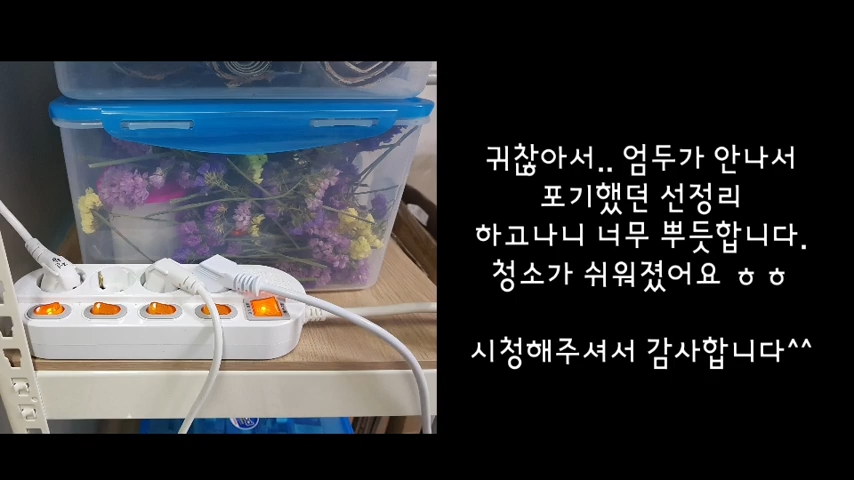 귀찮아서.. 엄두가 안나서
포기했던 선정리
하고나니 너무 뿌듯합니다.
청소가 쉬워졌어요 ㅎㅎ
시청해주셔서 감사합니다^^